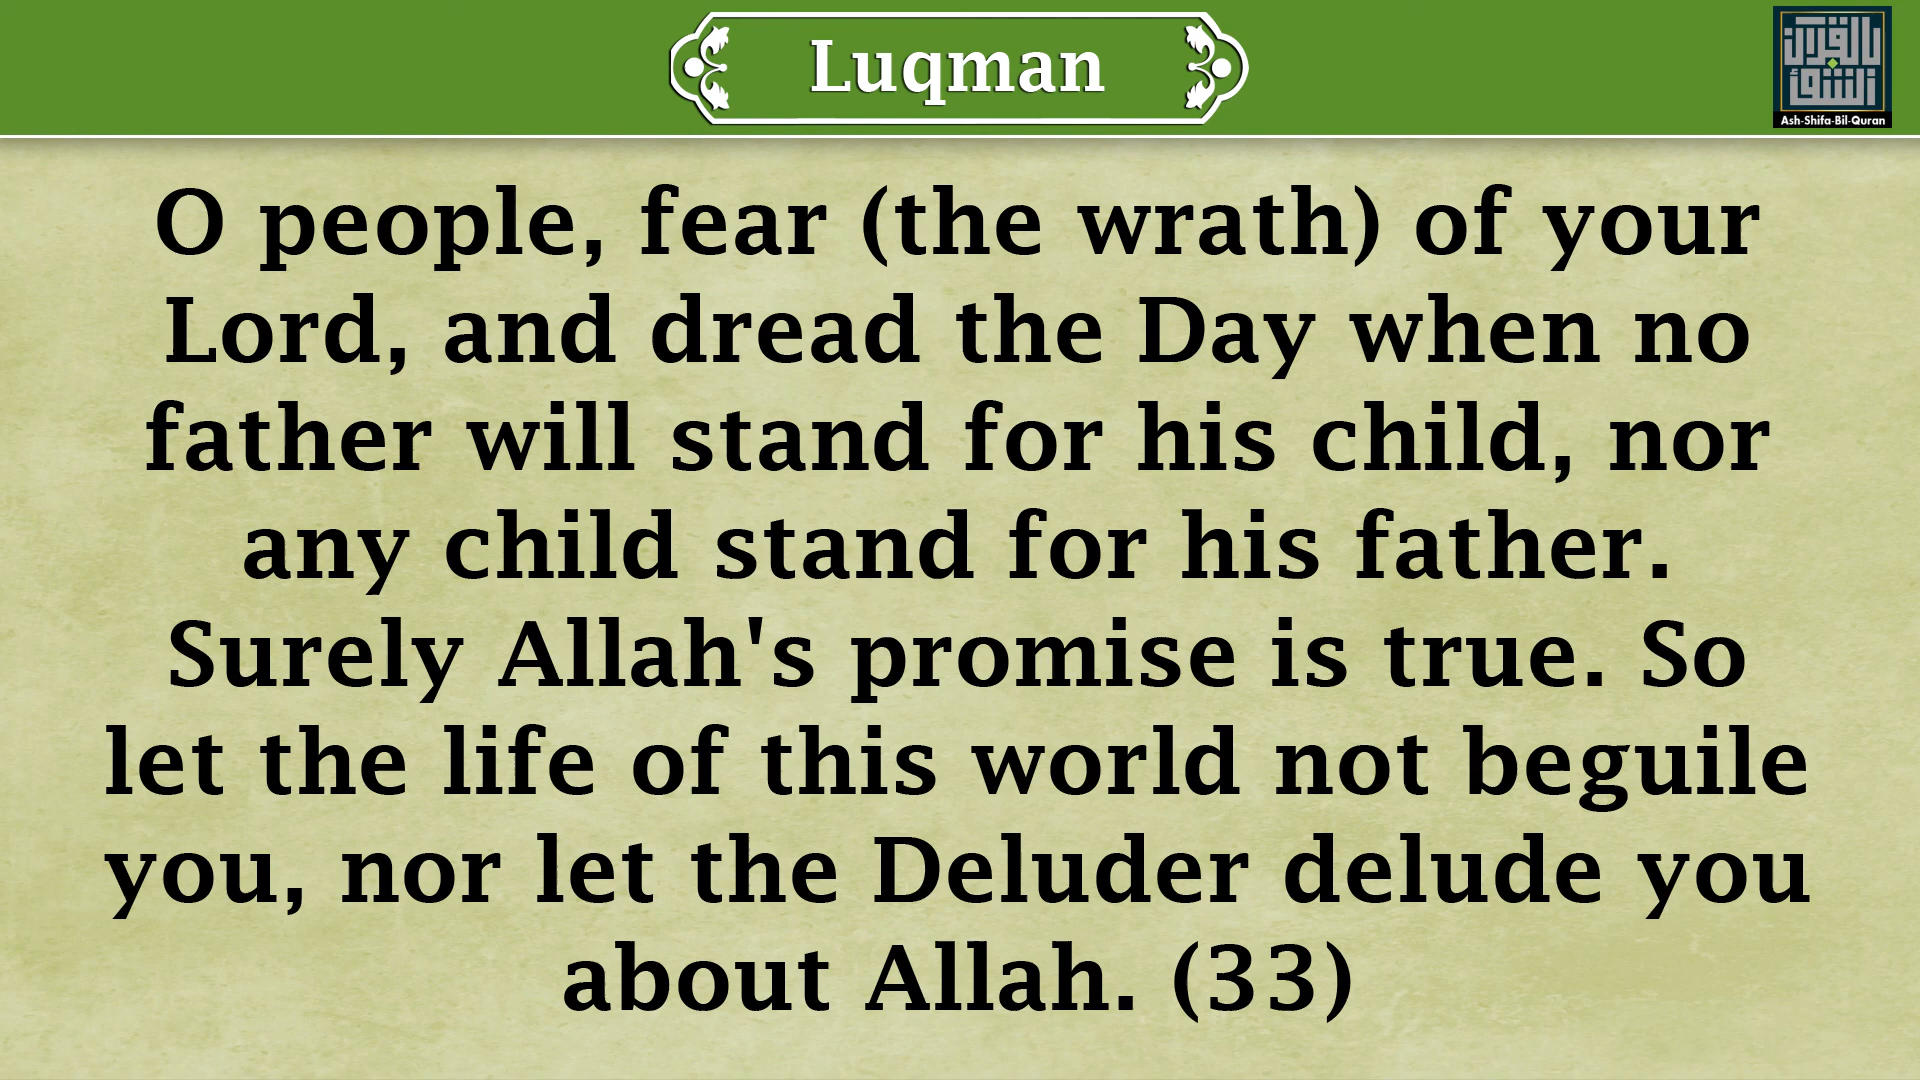 Luqman
Ash-Shifa-Bil-Quran
O people, fear (the wrath) of your
Lord, and dread the Day when no
father will stand for his child, nor
any child stand for his father.
Surely Allah's promise is true. So
let the life of this world not beguile
you, nor let the Deluder delude you
about Allah. (33)